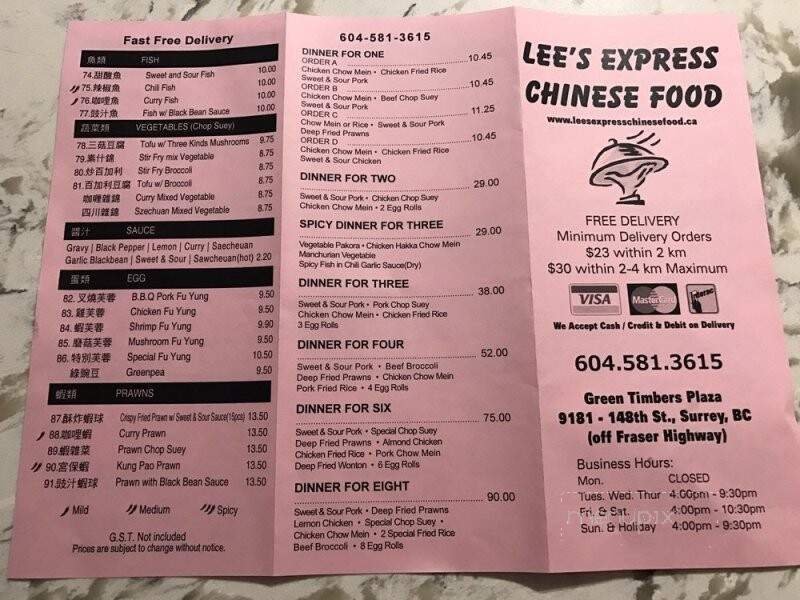 Fast Free Delivery
魚類 FISH
74.甜酸魚 Sweet and Sour Fish 10.00
75.辣椒魚 Chili Fish 10.00
76.咖哩魚 Curry Fish 10.00
77.豉汁魚 Fish w/ Black Bean Sauce 10.00
蔬菜類 VEGETABLES (Chop Suey)
78.三菇豆腐 Tofu w/ Three Kinds Mushrooms 9.75
79.素什錦 Stir Fry mix Vegetable 8.75
80.炒百加利 Stir Fry Broccoli 8.75
81.百加利豆腐 Tofu w/ Broccoli 8.75
咖喱雜錦 Curry Mixed Vegetable 8.75
四川雜錦 Szechuan Mixed Vegetable 8.75
醬汁 SAUCE
Gravy | Black Pepper | Lemon | Curry | Saecheuan
Garlic Blackbean | Sweet & Sour | Sawcheuan(hot) 2.20
蛋類 EGG
82. 叉燒芙蓉 B.B.Q Pork Fu Yung 9.50
83. 雞芙蓉 Chicken Fu Yung 9.50
84. 蝦芙蓉 Shrimp Fu Yung 9.90
85. 磨菇芙蓉 Mushroom Fu Yung 9.50
86. 特別芙蓉 Special Fu Yung 10.50
綠豌豆 Greenpea 9.50
蝦類 PRAWNS
87.酥炸蝦球 Crispy Fried Prawn w/ Sweet & Sour Sauce(15pcs) 13.50
88.咖哩蝦 Curry Prawn 13.50
89.蝦雜菜 Prawn Chop Suey 13.50
90.宮保蝦 Kung Pao Prawn 13.50
91.豉汁蝦球 Prawn with Black Bean Sauce 13.50
Mild Medium Spicy
G.S.T. Not included
Prices are subject to change without notice.
604-581-3615
DINNER FOR ONE
ORDER A 10.45
Chicken Chow Mein • Chicken Fried Rice
Sweet & Sour Pork
ORDER B 10.45
Chicken Chow Mein • Beef Chop Suey
Sweet & Sour Pork
ORDER C 11.25
Chow Mein or Rice • Sweet & Sour Pork
Deep Fried Prawns
ORDER D 10.45
Chicken Chow Mein • Chicken Fried Rice
Sweet & Sour Chicken
DINNER FOR TWO
29.00
Sweet & Sour Pork • Chicken Chop Suey
Chicken Chow Mein • 2 Egg Rolls
SPICY DINNER FOR THREE
29.00
Vegetable Pakora • Chicken Hakka Chow Mein
Manchurian Vegetable
Spicy Fish in Chili Garlic Sauce(Dry)
DINNER FOR THREE
38.00
Sweet & Sour Pork • Pork Chop Suey
Chicken Chow Mein • Chicken Fried Rice
3 Egg Rolls
DINNER FOR FOUR
52.00
Sweet & Sour Pork • Beef Broccoli
Deep Fried Prawns • Chicken Chow Mein
Pork Fried Rice • 4 Egg Rolls
DINNER FOR SIX
75.00
Sweet & Sour Pork • Special Chop Suey
Deep Fried Prawns • Almond Chicken
Chicken Fried Rice • Pork Chow Mein
Deep Fried Wonton • 6 Egg Rolls
DINNER FOR EIGHT
90.00
Sweet & Sour Pork • Deep Fried Prawns
Lemon Chicken • Special Chop Suey •
Chicken Chow Mein • 2 Special Fried Rice
Beef Broccoli • 8 Egg Rolls
LEE'S EXPRESS
CHINESE FOOD
www.leesexpresschinesefood.ca
FREE DELIVERY
Minimum Delivery Orders
$23 within 2 km
$30 within 2-4 km Maximum
VISA MasterCard Interac
We Accept Cash / Credit & Debit on Delivery
604.581.3615
Green Timbers Plaza
9181 - 148th St., Surrey, BC
(off Fraser Highway)
Business Hours:
Mon. CLOSED
Tues. Wed. Thur 4:00pm - 9:30pm
Fri. & Sat. 4:00pm - 10:30pm
Sun. & Holiday 4:00pm - 9:30pm
menupix